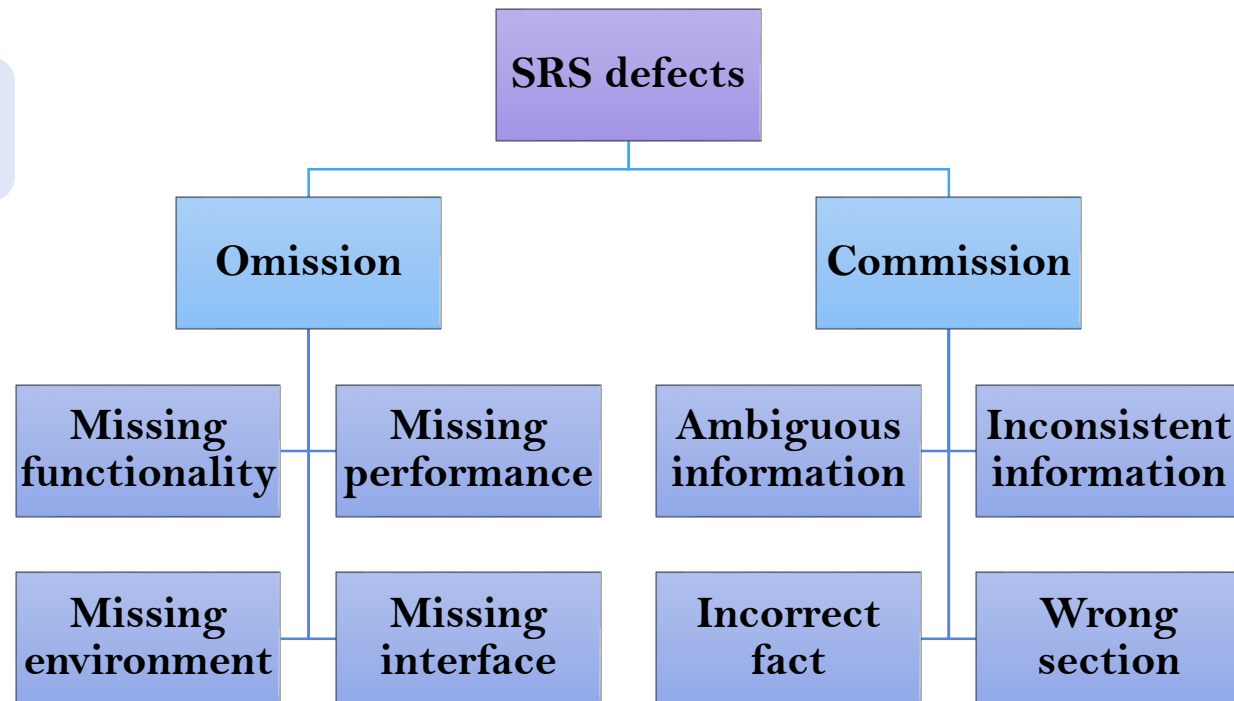 SRS defects
Omission
Commission
Missing
functionality
Missing
performance
Ambiguous
information
Inconsistent
information
Missing
environment
Missing
interface
Incorrect
fact
Wrong
section